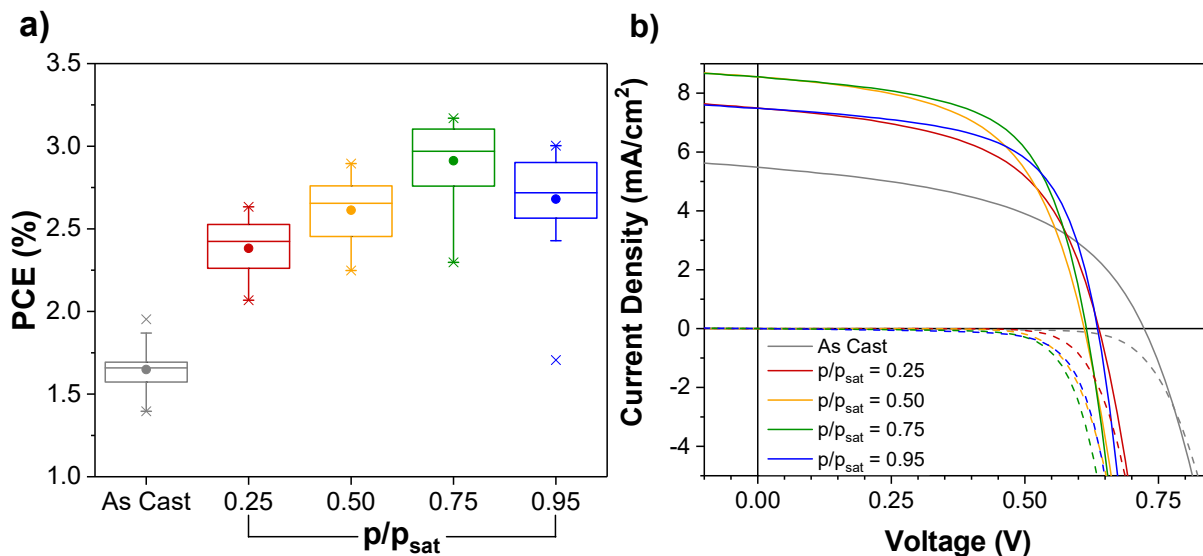 a)
PCE (%)
3.5
3.0
2.5
2.0
1.5
1.0
As Cast 0.25 0.50 0.75 0.95
p/psat
b)
Current Density (mA/cm²)
8
6
4
2
0
-2
-4
As Cast
p/psat = 0.25
p/psat = 0.50
p/psat = 0.75
p/psat = 0.95
0.00 0.25 0.50 0.75
Voltage (V)